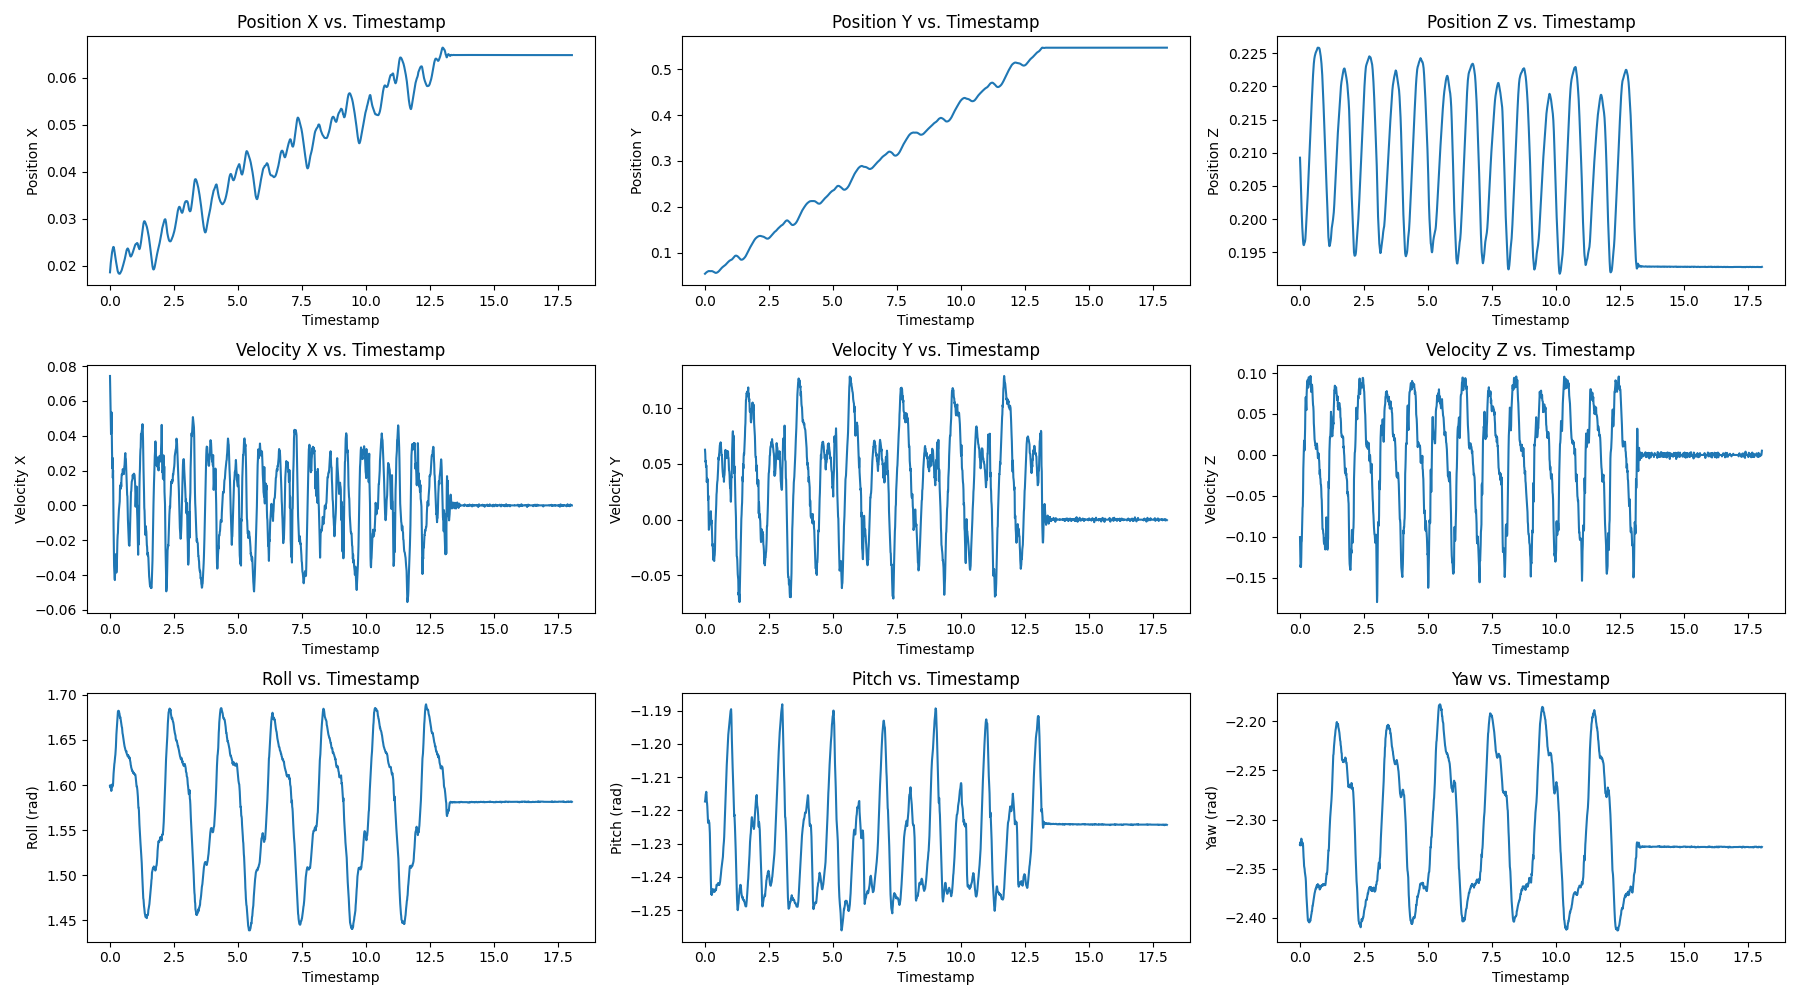 Position X vs. Timestamp
Position X
0.06
0.05
0.04
0.03
0.02
0.0 2.5 5.0 7.5 10.0 12.5 15.0 17.5
Timestamp
Position Y vs. Timestamp
Position Y
0.5
0.4
0.3
0.2
0.1
0.0 2.5 5.0 7.5 10.0 12.5 15.0 17.5
Timestamp
Position Z vs. Timestamp
Position Z
0.225
0.220
0.215
0.210
0.205
0.200
0.195
0.0 2.5 5.0 7.5 10.0 12.5 15.0 17.5
Timestamp
Velocity X vs. Timestamp
Velocity X
0.08
0.06
0.04
0.02
0.00
−0.02
−0.04
−0.06
0.0 2.5 5.0 7.5 10.0 12.5 15.0 17.5
Timestamp
Velocity Y vs. Timestamp
Velocity Y
0.10
0.05
0.00
−0.05
0.0 2.5 5.0 7.5 10.0 12.5 15.0 17.5
Timestamp
Velocity Z vs. Timestamp
Velocity Z
0.10
0.05
0.00
−0.05
−0.10
−0.15
0.0 2.5 5.0 7.5 10.0 12.5 15.0 17.5
Timestamp
Roll vs. Timestamp
Roll (rad)
1.70
1.65
1.60
1.55
1.50
1.45
0.0 2.5 5.0 7.5 10.0 12.5 15.0 17.5
Timestamp
Pitch vs. Timestamp
Pitch (rad)
−1.19
−1.20
−1.21
−1.22
−1.23
−1.24
−1.25
0.0 2.5 5.0 7.5 10.0 12.5 15.0 17.5
Timestamp
Yaw vs. Timestamp
Yaw (rad)
−2.20
−2.25
−2.30
−2.35
−2.40
0.0 2.5 5.0 7.5 10.0 12.5 15.0 17.5
Timestamp